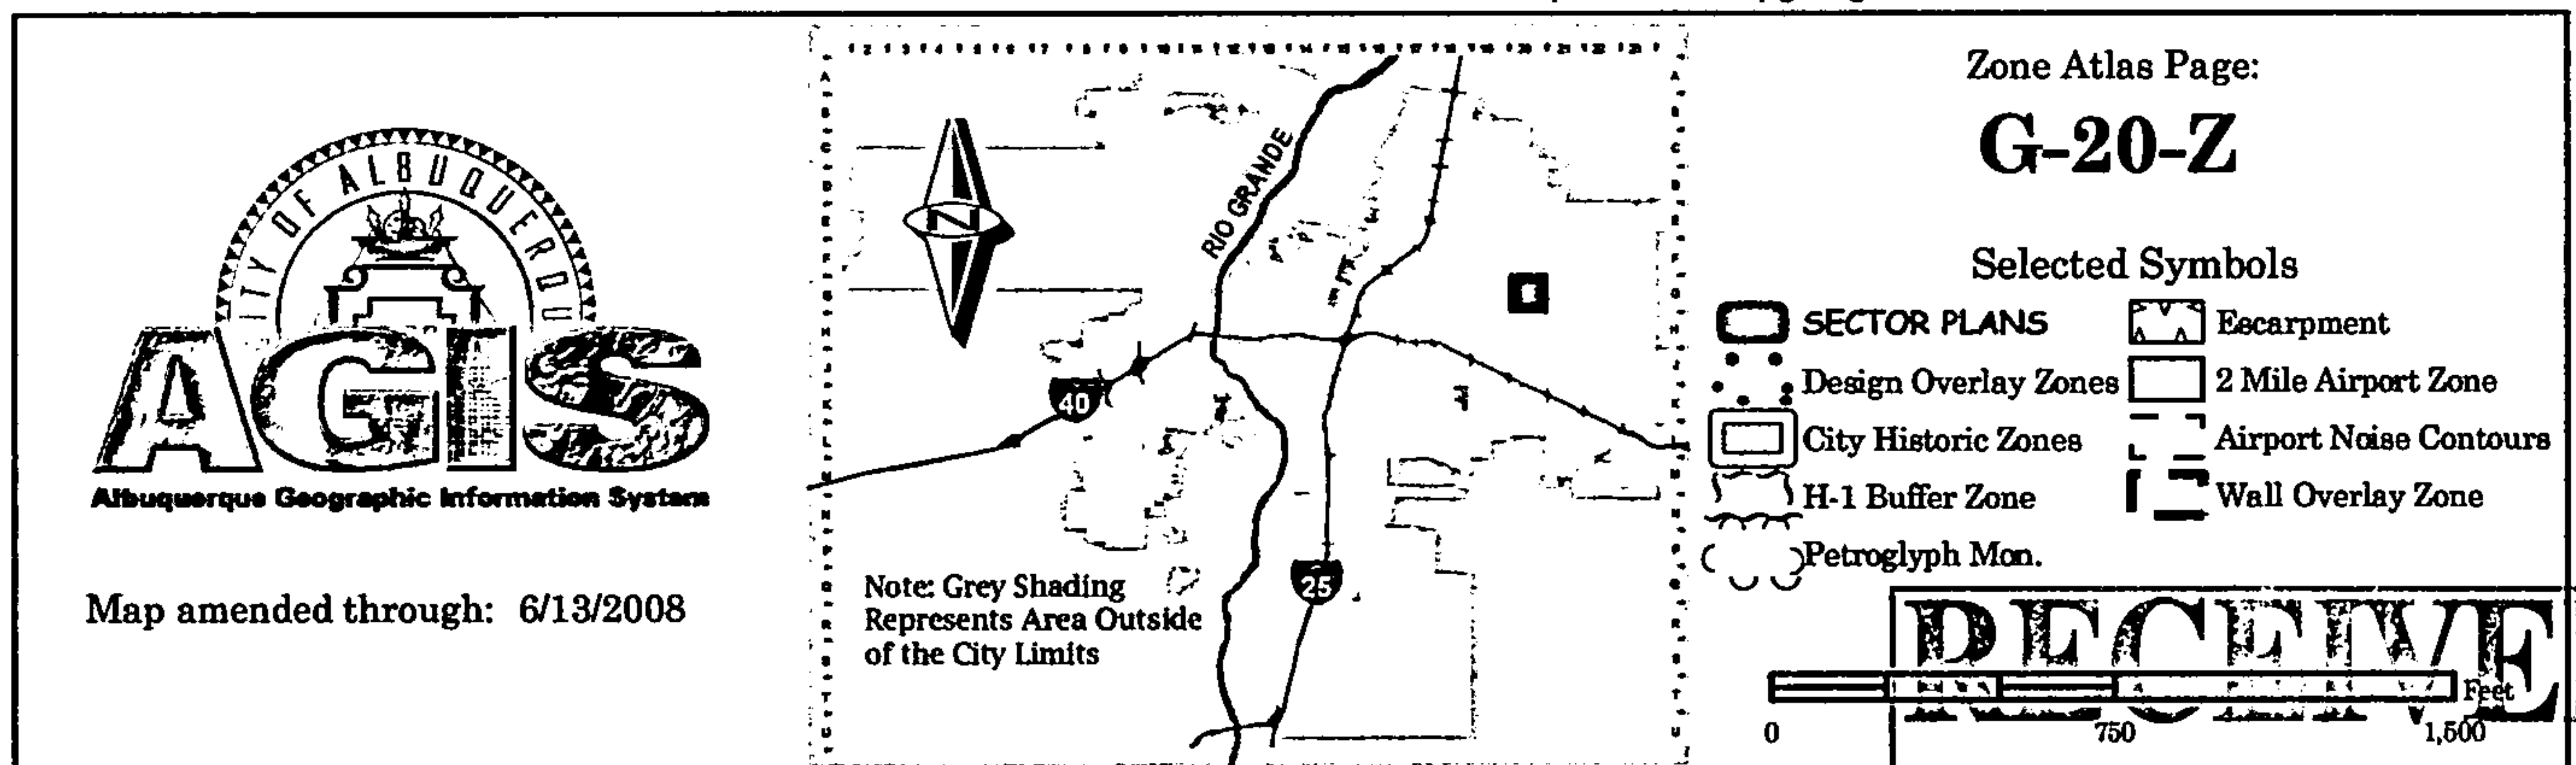 CITY OF ALBUQUERQUE
AGIS
Albuquerque Geographic Information System
Map amended through: 6/13/2008
RIO GRANDE
N
40
25
Note: Grey Shading
Represents Area Outside
of the City Limits
Zone Atlas Page:
G-20-Z
Selected Symbols
SECTOR PLANS
Escarpment
Design Overlay Zones
2 Mile Airport Zone
City Historic Zones
Airport Noise Contours
H-1 Buffer Zone
Wall Overlay Zone
Petroglyph Mon.
RECEIVE
Feet
0 750 1,500